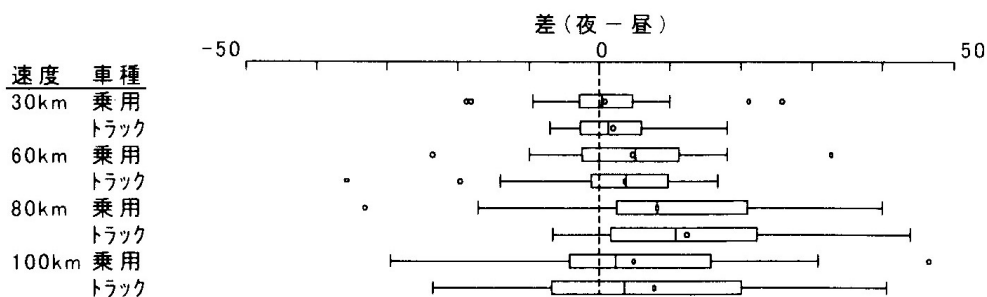 差(夜－昼)
-50 0 50
速度 車種
30km 乗用
トラック
60km 乗用
トラック
80km 乗用
トラック
100km 乗用
トラック